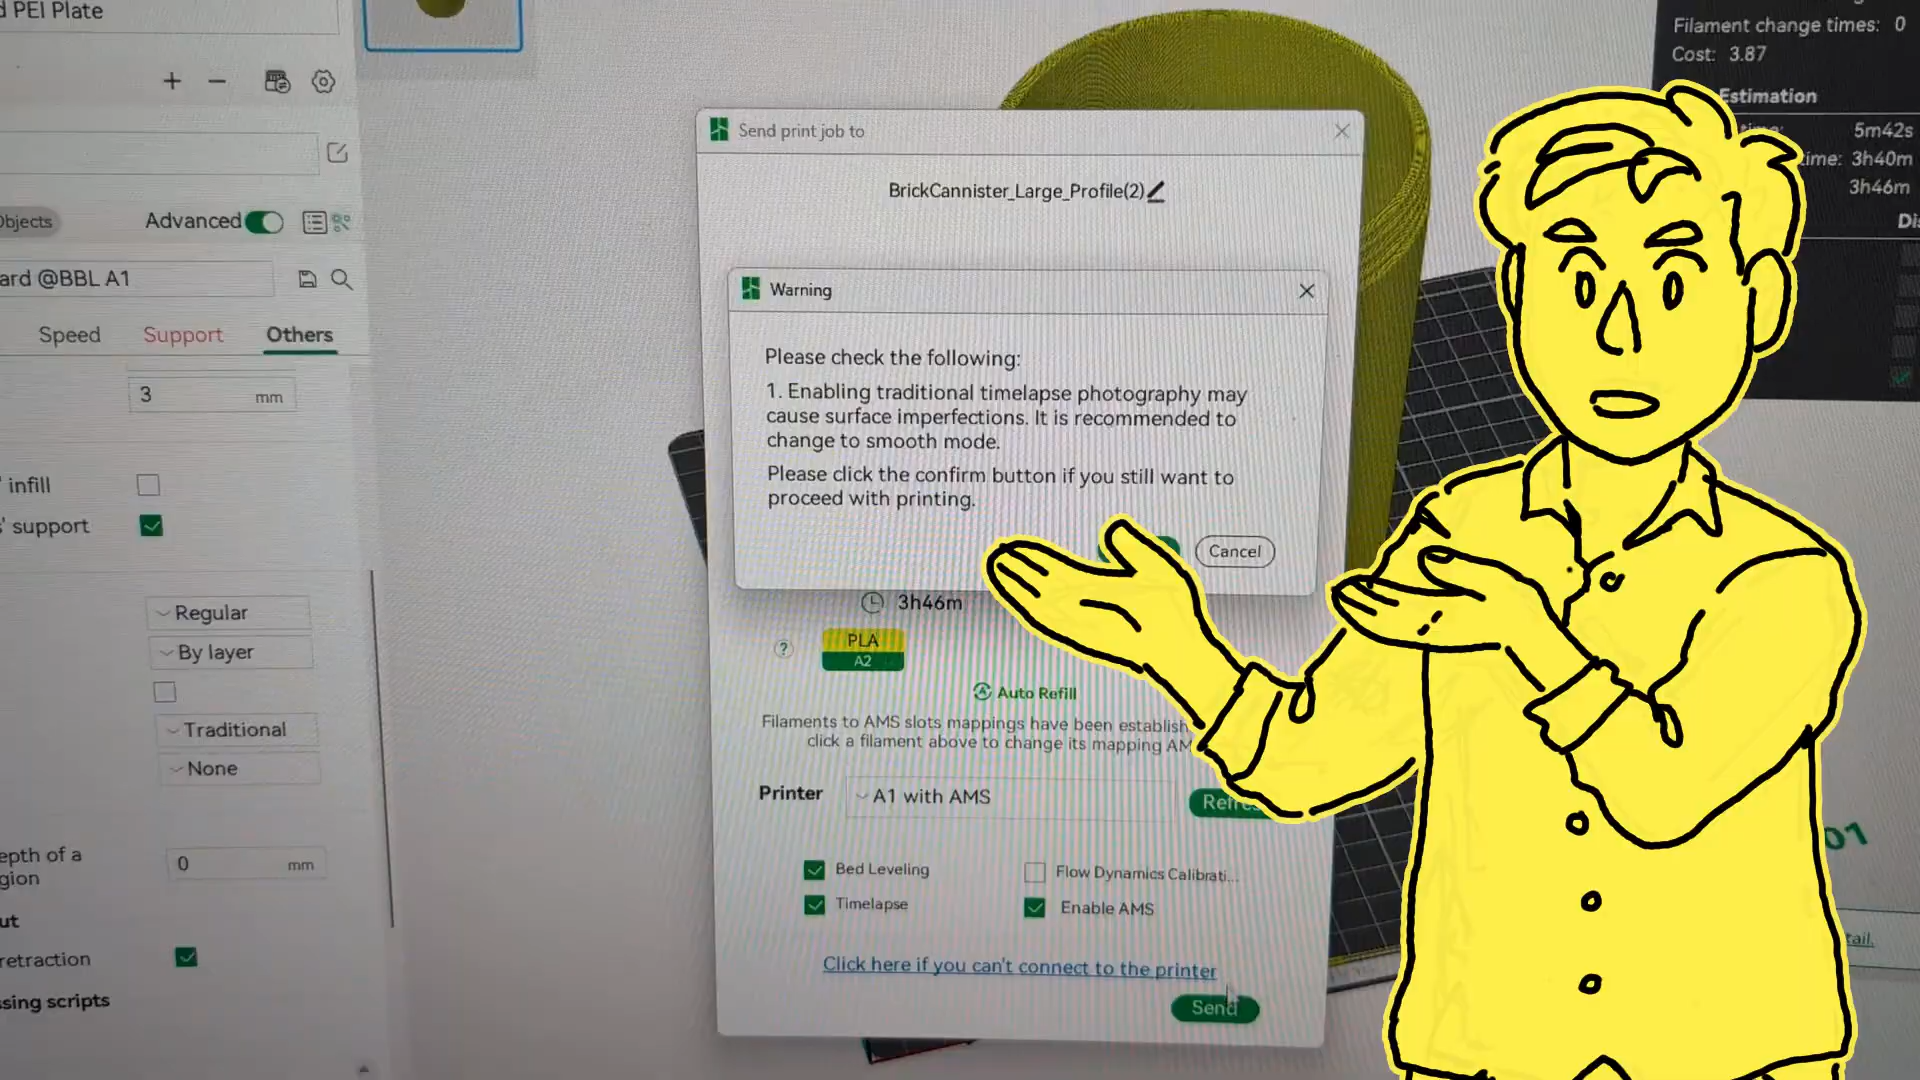 PEI Plate
Advanced
@BBL A1
Speed
Support
Others
3 mm
infill
support
Regular
By layer
Traditional
None
0 mm
of a
retraction
scripts
Send print job to
BrickCannister_Large_Profile(2)
Warning
Please check the following:
1. Enabling traditional timelapse photography may
cause surface imperfections. It is recommended to
change to smooth mode.
Please click the confirm button if you still want to
proceed with printing.
Cancel
3h46m
?
PLA
A2
Auto Refill
Filaments to AMS slots mappings have been
click a filament above to change its mapping
Printer
A1 with AMS
Bed Leveling
Flow Dynamics
Timelapse
Enable AMS
Click here if you can't connect to the printer
Send
Filament change times: 0
Cost: 3.87
Estimation
5m42s
3h40m
3h46m